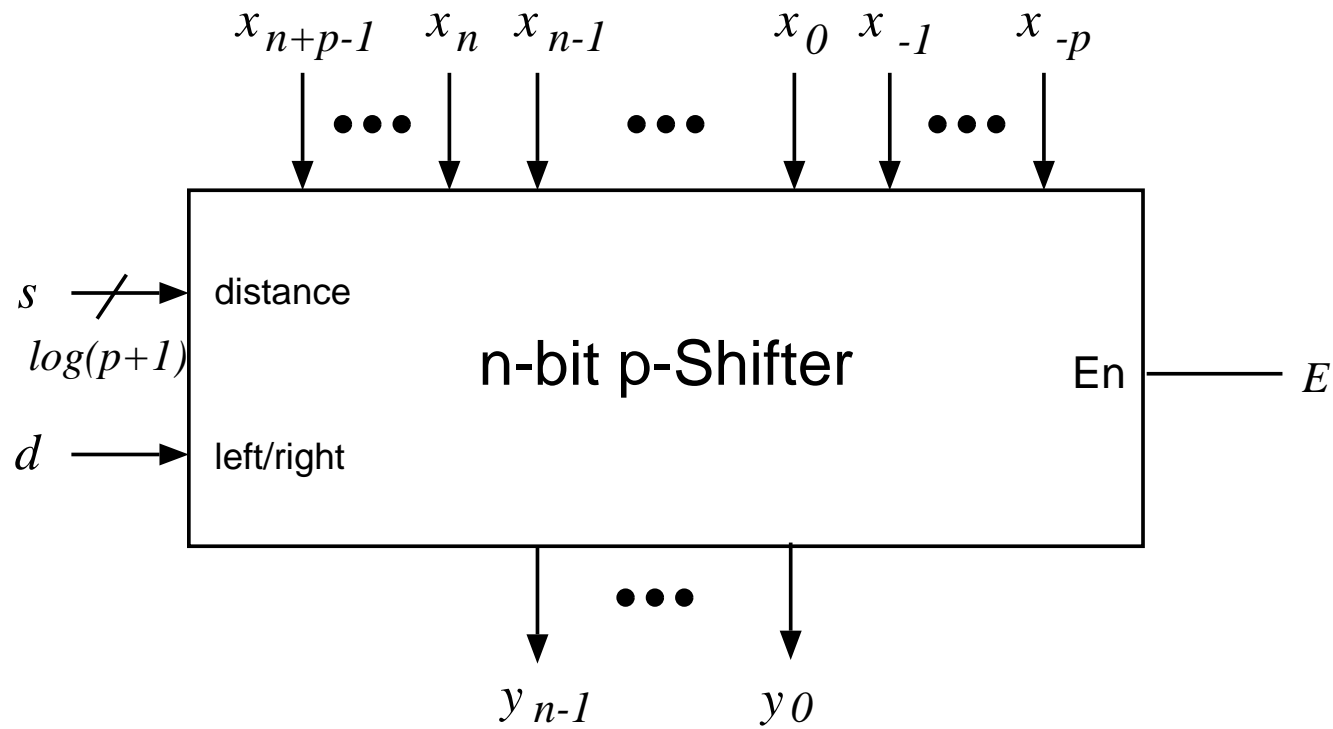 x n+p-1 x n x n-1 x 0 x -1 x -p
s distance
log(p+1)
n-bit p-Shifter
En E
d left/right
y n-1 y 0